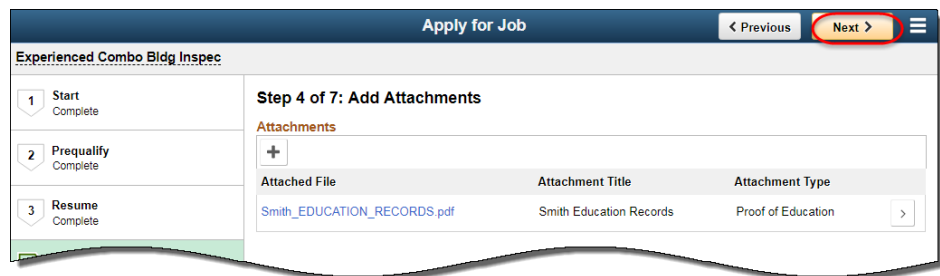 Apply for Job
Previous
Next
Experienced Combo Bldg Inspec
1 Start
Complete
2 Prequalify
Complete
3 Resume
Complete
Step 4 of 7: Add Attachments
Attachments
+
Attached File Attachment Title Attachment Type
Smith_EDUCATION_RECORDS.pdf Smith Education Records Proof of Education